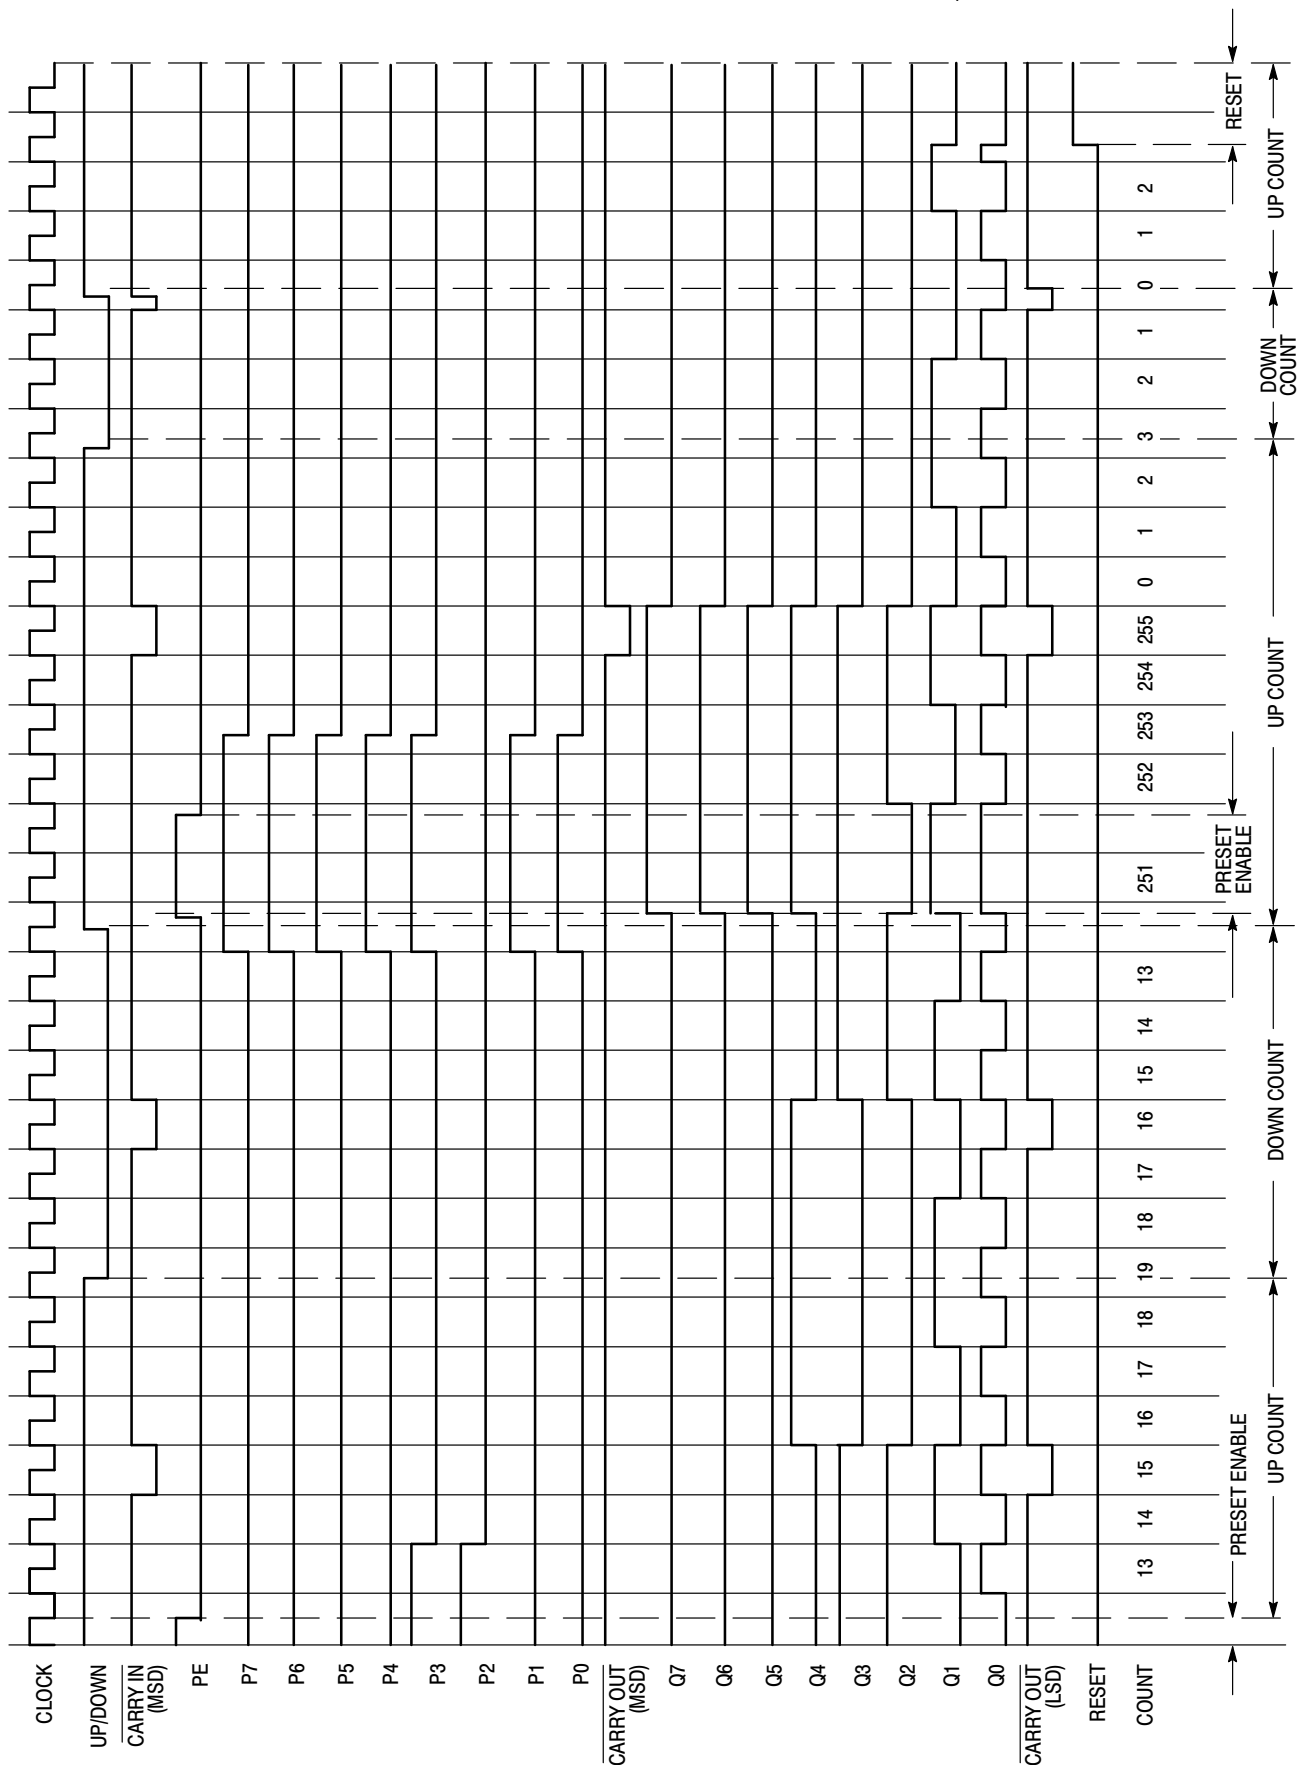 CLOCK
UP/DOWN
CARRY IN
(MSD)
PE
P7
P6
P5
P4
P3
P2
P1
P0
CARRY OUT
(MSD)
Q7
Q6
Q5
Q4
Q3
Q2
Q1
Q0
CARRY OUT
(LSD)
RESET
COUNT
13
14
15
16
17
18
19
18
17
16
15
14
13
251
252
253
254
255
0
1
2
3
2
1
0
1
2
PRESET ENABLE
PRESET
ENABLE
RESET
UP COUNT
DOWN COUNT
UP COUNT
DOWN
COUNT
UP COUNT